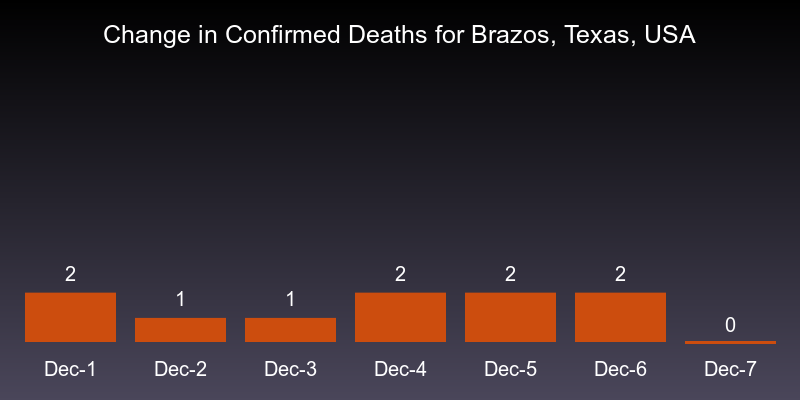 Change in Confirmed Deaths for Brazos, Texas, USA
2 1 1 2 2 2 0
Dec-1 Dec-2 Dec-3 Dec-4 Dec-5 Dec-6 Dec-7